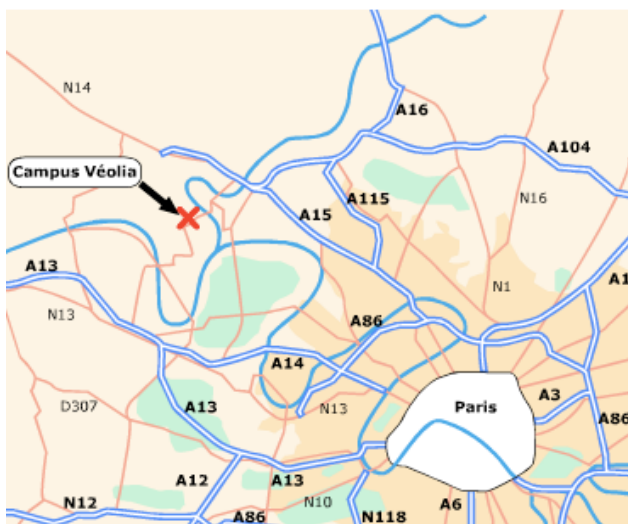 N14
A16
A104
Campus Véolia
A115
N16
A15
A13
A1
N13
A86
N1
A14
D307
A13
N13
Paris
A3
A86
A12
A13
N12
N10
A86
N118
A6